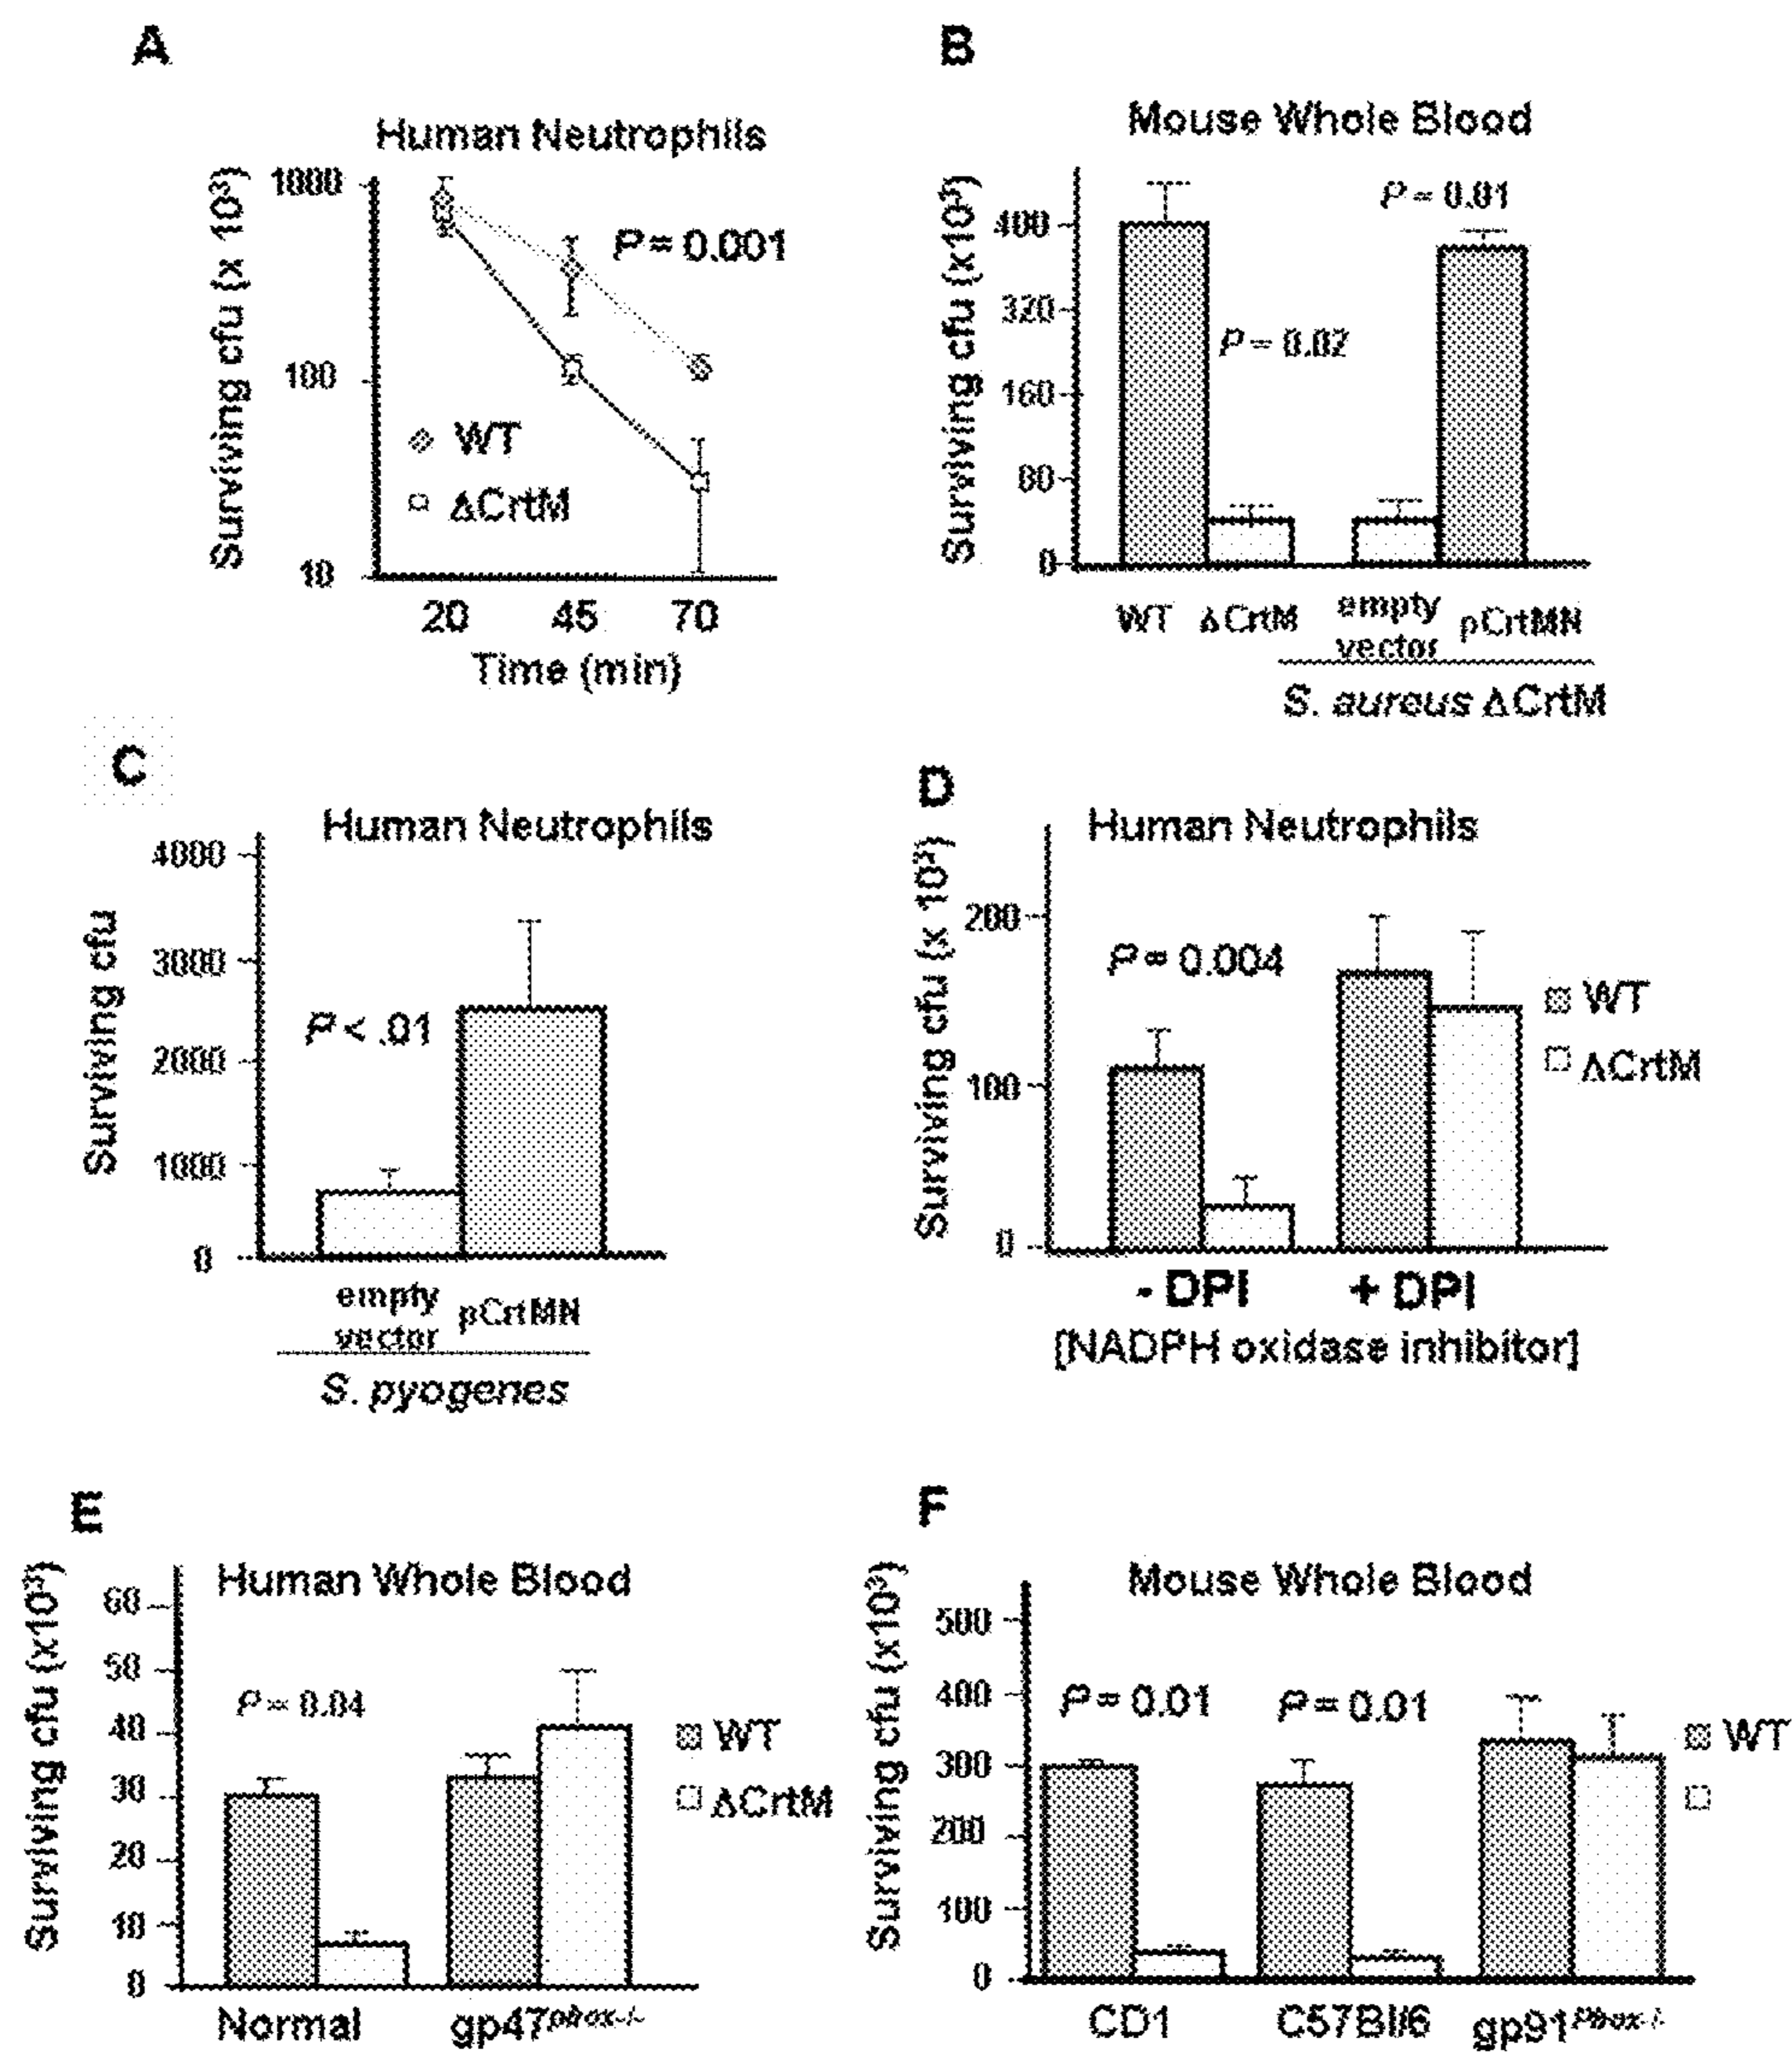 A
Human Neutrophils
Surviving cfu (x 10³)
1000
100
10
P = 0.001
WT
ΔCrtM
20 45 70
Time (min)
B
Mouse Whole Blood
Surviving cfu (x10³)
400
320
160
80
0
P = 0.02
P = 0.01
WT ΔCrtM empty vector pCrtMN
S. aureus ΔCrtM
C
Human Neutrophils
Surviving cfu
4000
3000
2000
1000
0
P < .01
empty vector pCrtMN
S. pyogenes
D
Human Neutrophils
Surviving cfu (x 10³)
200
100
0
P = 0.004
WT
ΔCrtM
- DPI + DPI
[NADPH oxidase inhibitor]
E
Human Whole Blood
Surviving cfu (x10³)
60
50
40
30
20
10
0
P = 0.04
WT
ΔCrtM
Normal gp47phox-/-
F
Mouse Whole Blood
Surviving cfu (x10³)
500
400
300
200
100
0
P = 0.01 P = 0.01
WT
CD1 C57Bl/6 gp91Phox-/-